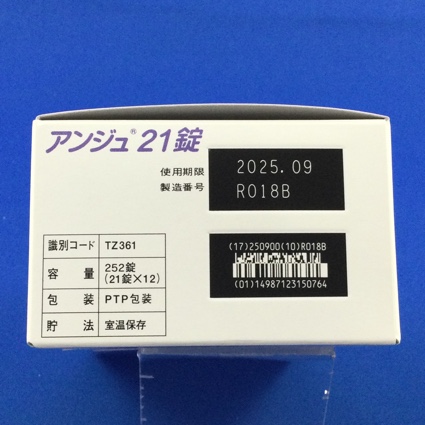 アンジュ® 21錠
使用期限 2025.09
製造番号 R018B
識別コード TZ361
容量 252錠
(21錠×12)
包装 PTP包装
貯法 室温保存
(17)250900(10)R018B
(01)14987123150764